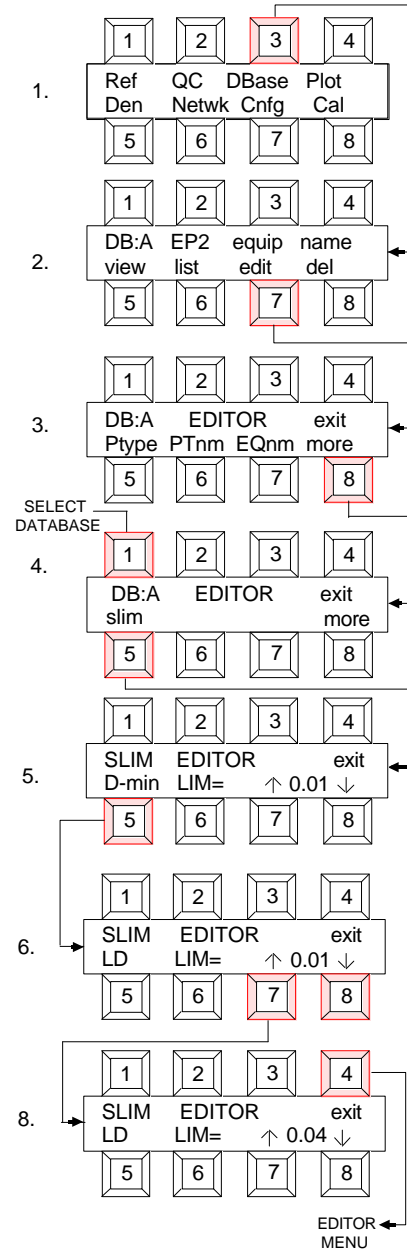 1 2 3 4
1.
Ref QC DBase Plot
Den Netwk Cnfg Cal
5 6 7 8
1 2 3 4
2.
DB:A EP2 equip name
view list edit del
5 6 7 8
1 2 3 4
3.
DB:A EDITOR exit
Ptype PTnm EQnm more
5 6 7 8
SELECT
DATABASE
1 2 3 4
4.
DB:A EDITOR exit
slim more
5 6 7 8
1 2 3 4
5.
SLIM EDITOR exit
D-min LIM= ↑ 0.01 ↓
5 6 7 8
1 2 3 4
6.
SLIM EDITOR exit
LD LIM= ↑ 0.01 ↓
5 6 7 8
1 2 3 4
8.
SLIM EDITOR exit
LD LIM= ↑ 0.04 ↓
5 6 7 8
EDITOR
MENU